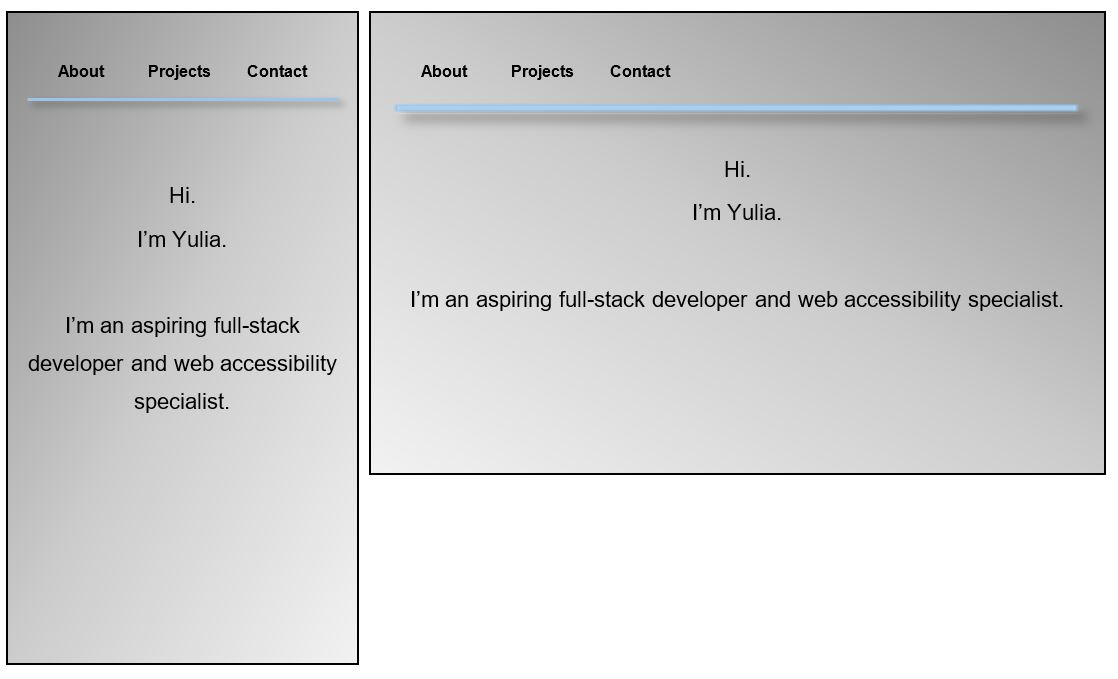 About Projects Contact
Hi.
I’m Yulia.
I’m an aspiring full-stack
developer and web accessibility
specialist.
About Projects Contact
Hi.
I’m Yulia.
I’m an aspiring full-stack developer and web accessibility specialist.